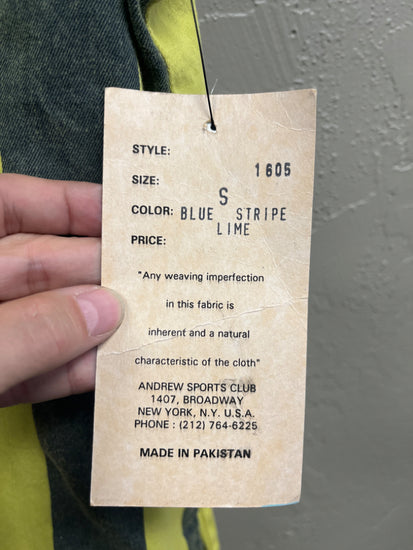 STYLE:
1605
SIZE:
S
COLOR: BLUE STRIPE
LIME
PRICE:
"Any weaving imperfection
in this fabric is
inherent and a natural
characteristic of the cloth"
ANDREW SPORTS CLUB
1407, BROADWAY
NEW YORK, N.Y. U.S.A.
PHONE : (212) 764-6225
MADE IN PAKISTAN